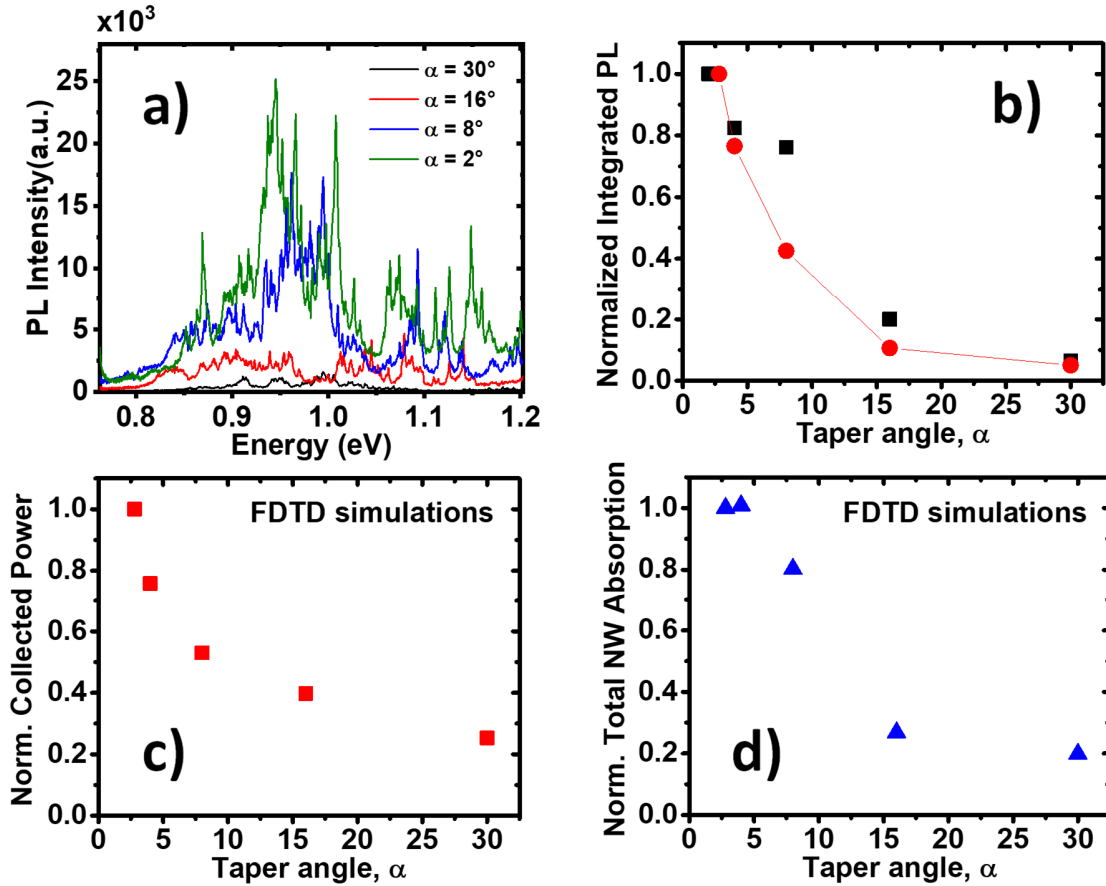 x10³
PL Intensity(a.u.)
25
20
15
10
5
0
a)
α = 30°
α = 16°
α = 8°
α = 2°
0.8
0.9
1.0
1.1
1.2
Energy (eV)
Normalized Integrated PL
1.0
0.8
0.6
0.4
0.2
0.0
b)
0
5
10
15
20
25
30
Taper angle, α
Norm. Collected Power
1.0
0.8
0.6
0.4
0.2
0.0
FDTD simulations
c)
0
5
10
15
20
25
30
Taper angle, α
Norm. Total NW Absorption
1.0
0.8
0.6
0.4
0.2
0.0
FDTD simulations
d)
0
5
10
15
20
25
30
Taper angle, α